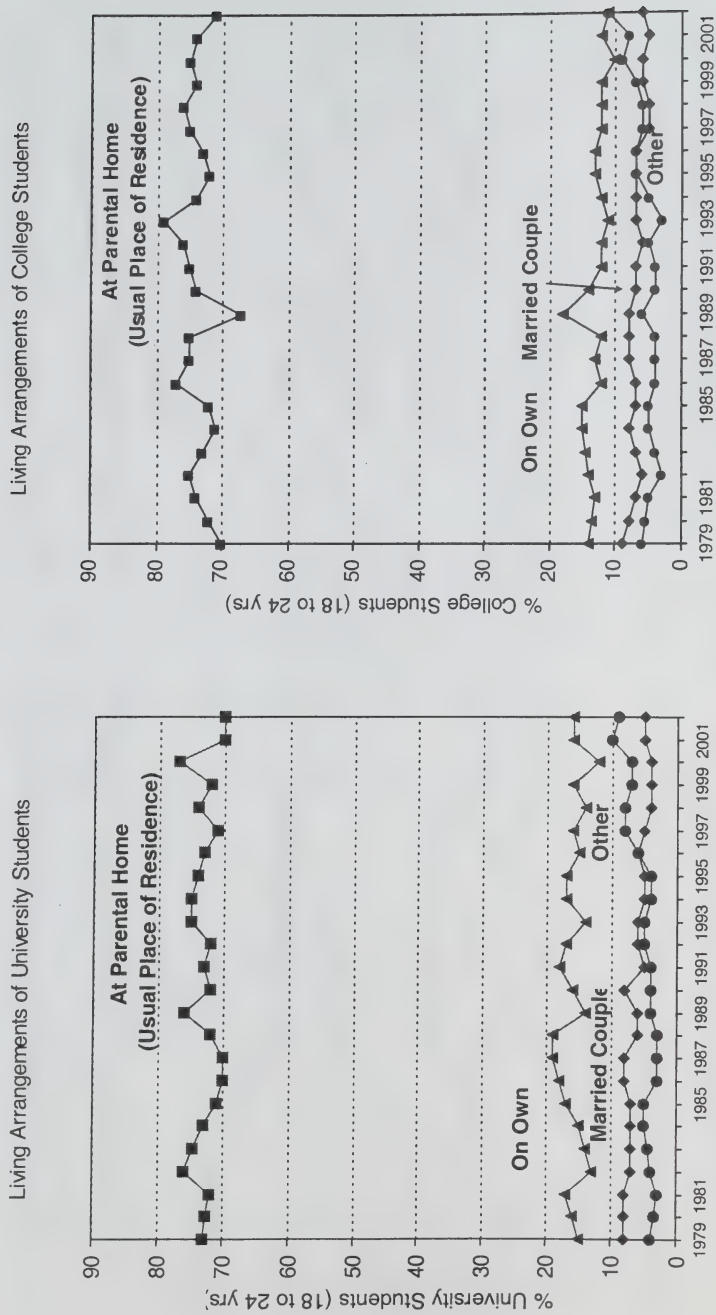 Living Arrangements of University Students
At Parental Home
(Usual Place of Residence)
On Own
Married Couple
Other
% University Students (18 to 24 yrs)
90
80
70
60
50
40
30
20
10
0
1979 1981 1983 1985 1987 1989 1991 1993 1995 1997 1999 2001
Living Arrangements of College Students
At Parental Home
(Usual Place of Residence)
On Own
Married Couple
Other
% College Students (18 to 24 yrs)
90
80
70
60
50
40
30
20
10
0
1979 1981 1983 1985 1987 1989 1991 1993 1995 1997 1999 2001